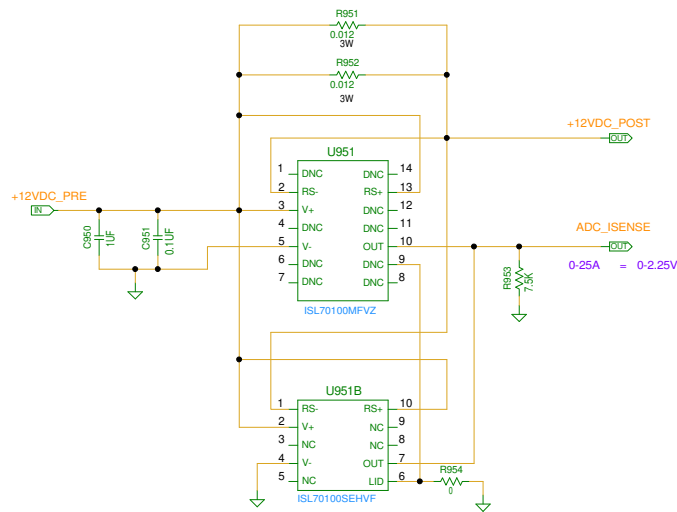 R951
0.012
3W
R952
0.012
3W
+12VDC_POST
OUT
U951
1 DNC DNC 14
2 RS- RS+ 13
3 V+ DNC 12
4 DNC DNC 11
5 V- OUT 10
6 DNC DNC 9
7 DNC DNC 8
ISL70100MFVZ
+12VDC_PRE
IN
C950
1UF
C951
0.1UF
ADC_ISENSE
OUT
0-25A = 0-2.25V
R953
7.5K
U951B
1 RS- RS+ 10
2 V+ NC 9
3 NC NC 8
4 V- OUT 7
5 NC LID 6
ISL70100SEHVF
R954
0